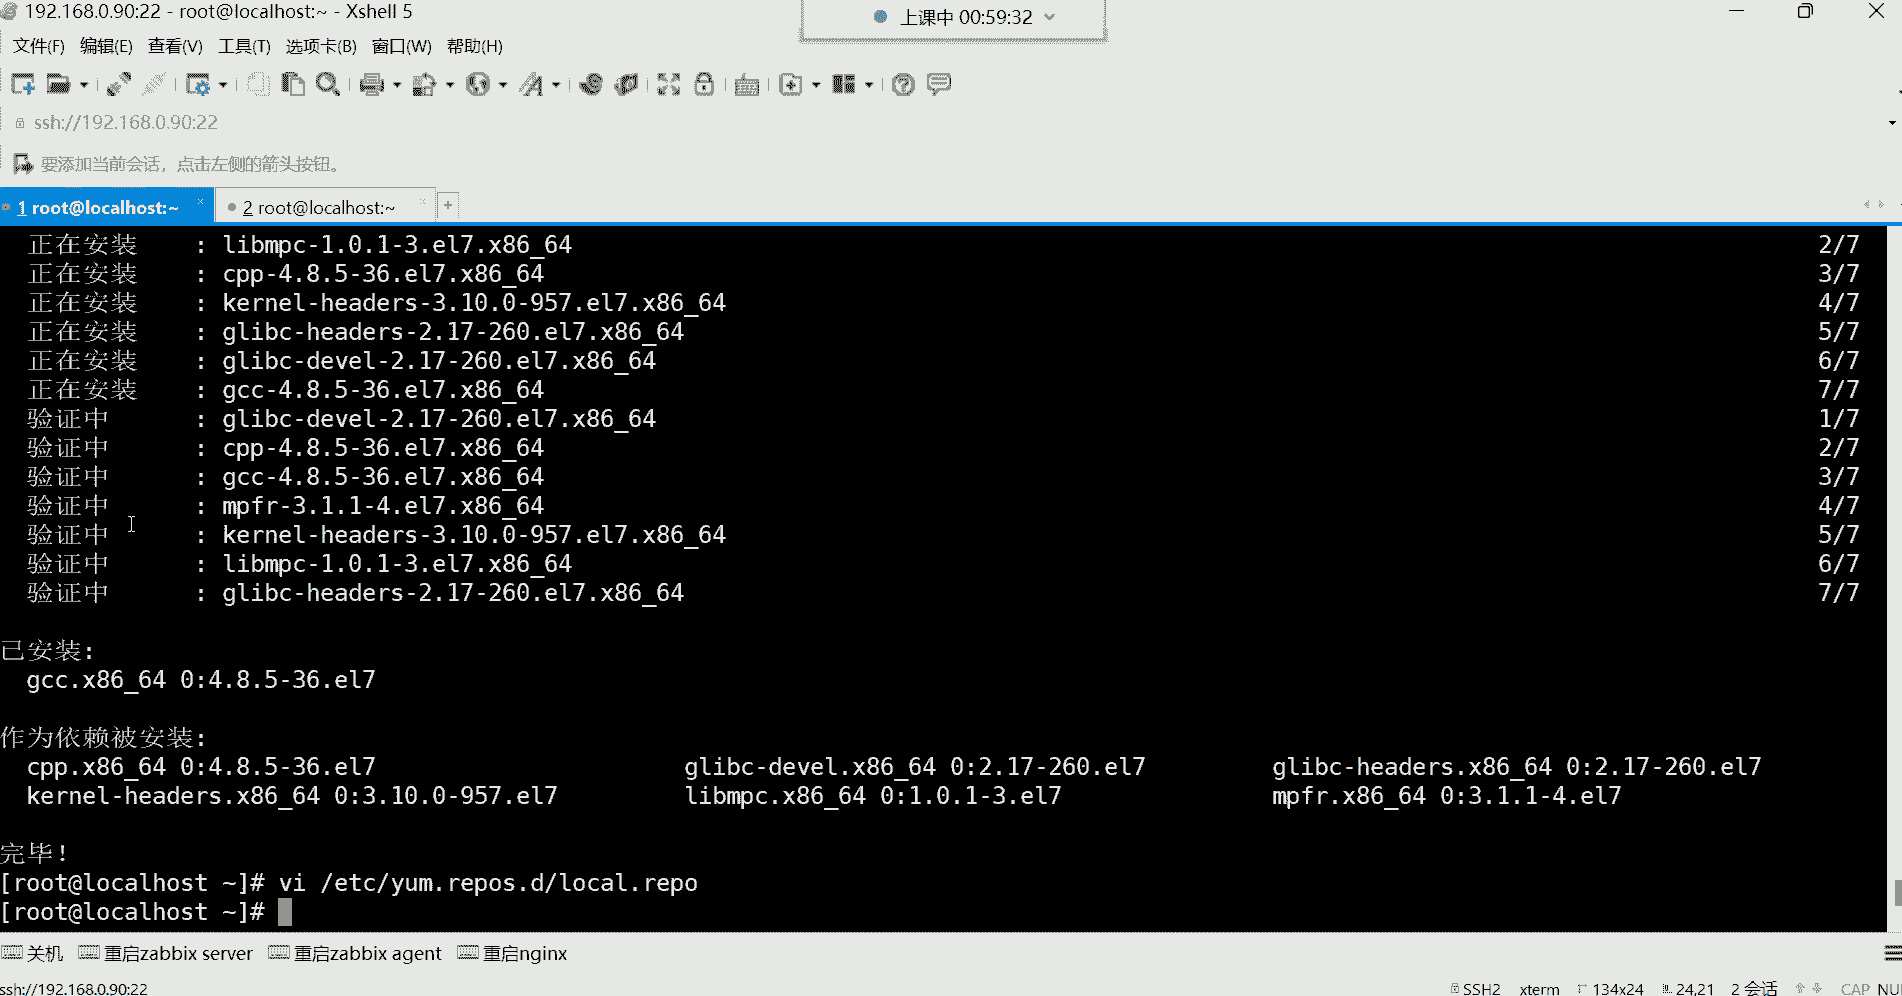 192.168.0.90:22 - root@localhost:~ - Xshell 5
上课中 00:59:32
文件(F) 编辑(E) 查看(V) 工具(T) 选项卡(B) 窗口(W) 帮助(H)
ssh://192.168.0.90:22
要添加当前会话，点击左侧的箭头按钮。
1 root@localhost:~ × 2 root@localhost:~ × +
正在安装 : libmpc-1.0.1-3.el7.x86_64 2/7
正在安装 : cpp-4.8.5-36.el7.x86_64 3/7
正在安装 : kernel-headers-3.10.0-957.el7.x86_64 4/7
正在安装 : glibc-headers-2.17-260.el7.x86_64 5/7
正在安装 : glibc-devel-2.17-260.el7.x86_64 6/7
正在安装 : gcc-4.8.5-36.el7.x86_64 7/7
验证中 : glibc-devel-2.17-260.el7.x86_64 1/7
验证中 : cpp-4.8.5-36.el7.x86_64 2/7
验证中 : gcc-4.8.5-36.el7.x86_64 3/7
验证中 : mpfr-3.1.1-4.el7.x86_64 4/7
验证中 : kernel-headers-3.10.0-957.el7.x86_64 5/7
验证中 : libmpc-1.0.1-3.el7.x86_64 6/7
验证中 : glibc-headers-2.17-260.el7.x86_64 7/7
已安装:
gcc.x86_64 0:4.8.5-36.el7
作为依赖被安装:
cpp.x86_64 0:4.8.5-36.el7 glibc-devel.x86_64 0:2.17-260.el7 glibc-headers.x86_64 0:2.17-260.el7
kernel-headers.x86_64 0:3.10.0-957.el7 libmpc.x86_64 0:1.0.1-3.el7 mpfr.x86_64 0:3.1.1-4.el7
完毕！
[root@localhost ~]# vi /etc/yum.repos.d/local.repo
[root@localhost ~]#
关机 重启zabbix server 重启zabbix agent 重启nginx
ssh://192.168.0.90:22 SSH2 xterm 134x24 24,21 2 会话 CAP NU